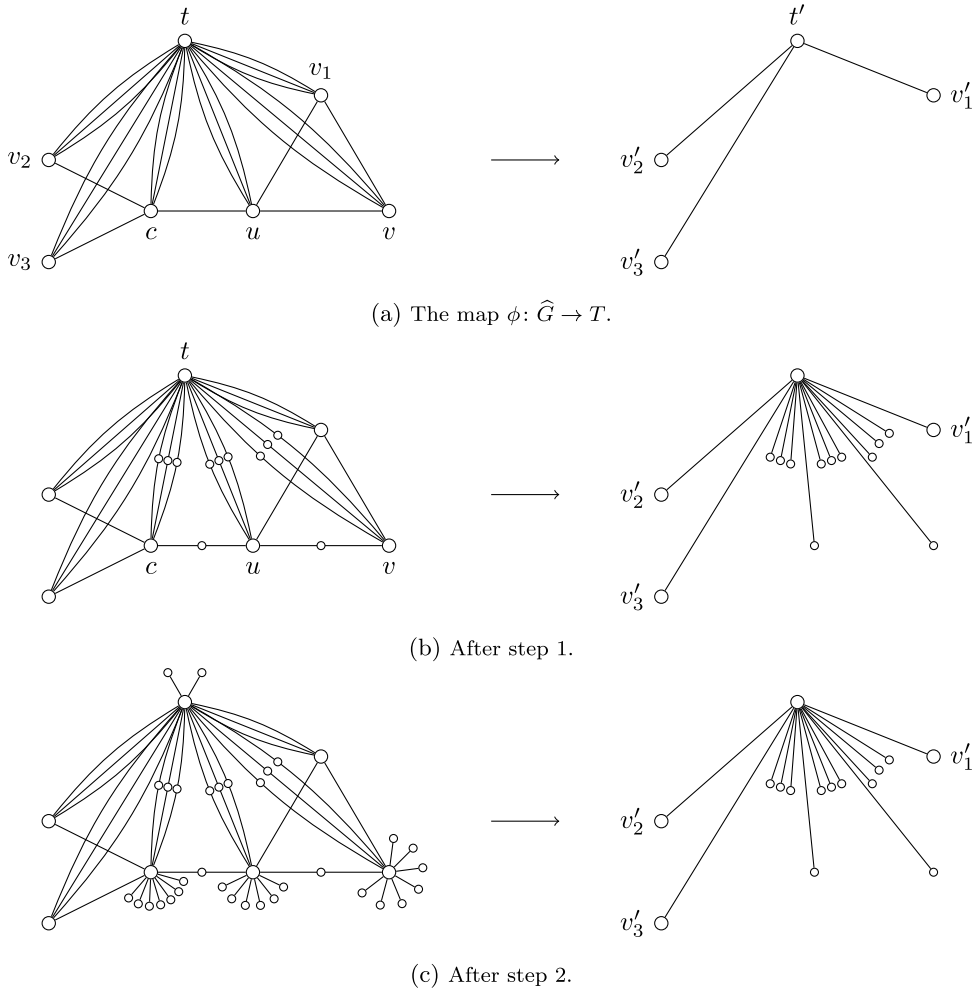 t t′
v₁ v′₁
v₂ v′₂
c u v
v₃ v′₃
(a) The map ϕ: Ĝ → T.
t
v′₁
v′₂
c u v
v′₃
(b) After step 1.
v′₁
v′₂
v′₃
(c) After step 2.